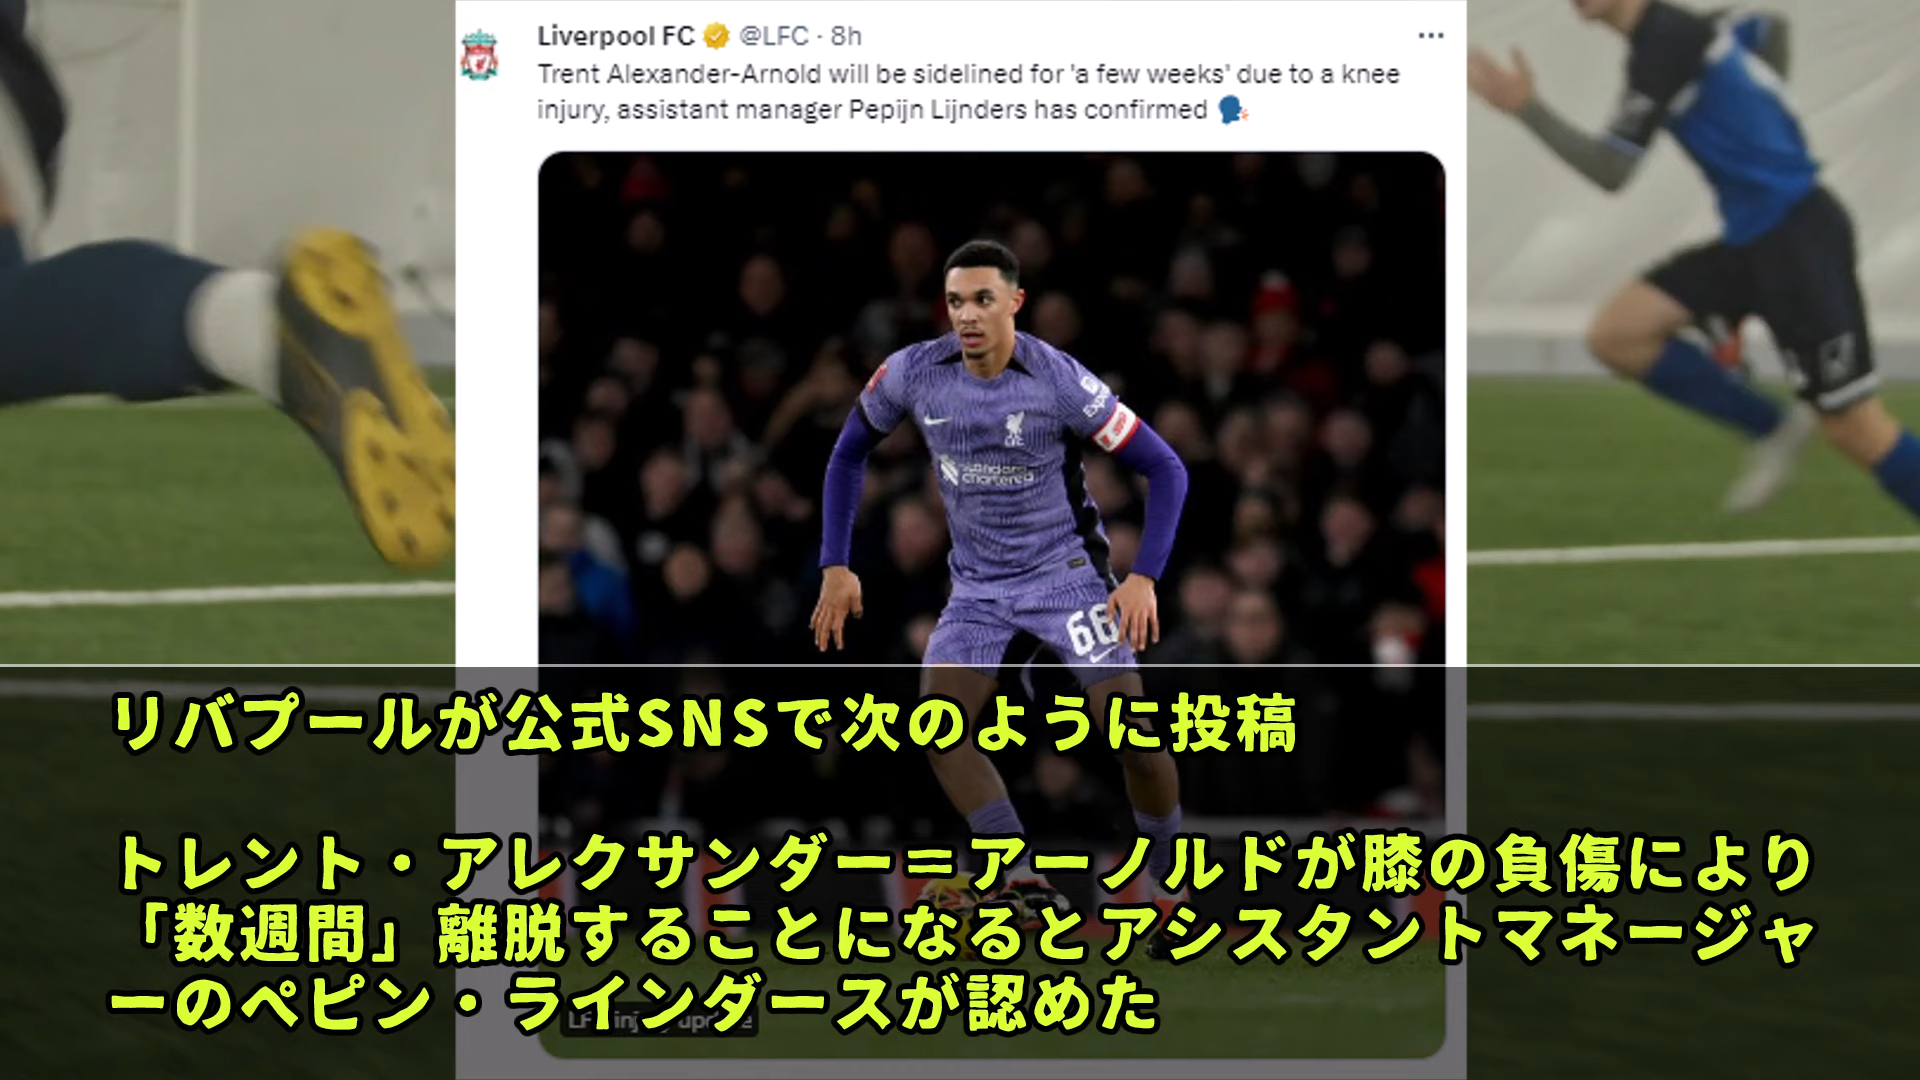 Liverpool FC @LFC · 8h
Trent Alexander-Arnold will be sidelined for 'a few weeks' due to a knee
injury, assistant manager Pepijn Lijnders has confirmed
standard
chartered
66
リバプールが公式SNSで次のように投稿
トレント・アレクサンダー=アーノルドが膝の負傷により
「数週間」離脱することになるとアシスタントマネージャ
ーのペピン・ラインダースが認めた